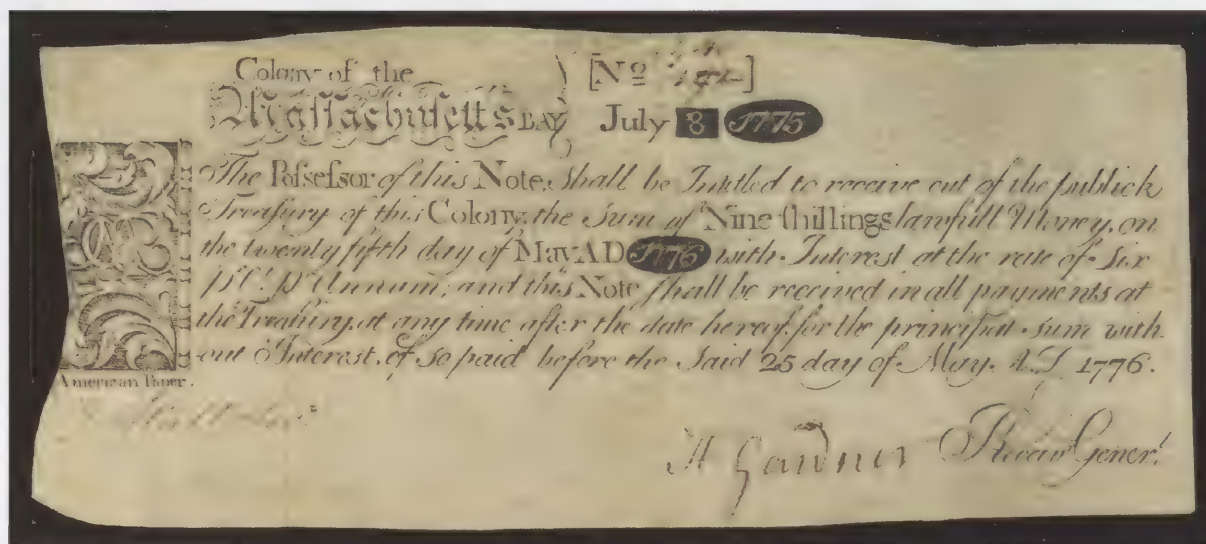 Colony of the
Maſsachuſetts BAY
[No ]
July 8 1775
The Poſseſsor of this Note, Shall be Intitled to receive out of the publick
Treaſury of this Colony, the Sum of Nine ſhillings lawfull Money, on
the twenty fifth day of May A D 1776 with Interest at the rate of Six
Pr. Ct. Pr. Annum; and this Note ſhall be received in all payments at
the Treaſury, at any time after the date hereof, for the principal Sum with
out Interest, if so paid before the Said 25 day of May. A.D. 1776.
American Paper.
H Gardner Receivr. Generl.